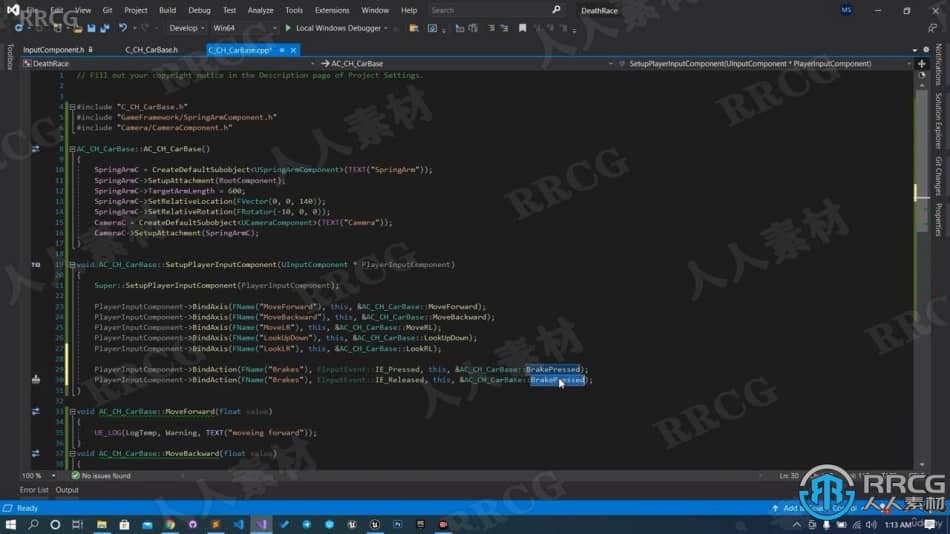 File Edit View Git Project Build Debug Test Analyze Tools Extensions Window Help Search DeathRace MS
Develop Win64 Local Windows Debugger
InputComponent.h C_CH_CarBase.h C_CH_CarBase.cpp*
DeathRace AC_CH_CarBase SetupPlayerInputComponent(UInputComponent * PlayerInputComponent)
Toolbox
Notifications
Solution Explorer
Git Changes
Properties
1 // Fill out your copyright notice in the Description page of Project Settings.
2
3
4 #include "C_CH_CarBase.h"
5 #include "GameFramework/SpringArmComponent.h"
6 #include "Camera/CameraComponent.h"
7
8 AC_CH_CarBase::AC_CH_CarBase()
9 {
10 SpringArmC = CreateDefaultSubobject<USpringArmComponent>(TEXT("SpringArm"));
11 SpringArmC->SetupAttachment(RootComponent);
12 SpringArmC->TargetArmLength = 600;
13 SpringArmC->SetRelativeLocation(FVector(0, 0, 140));
14 SpringArmC->SetRelativeRotation(FRotator(-10, 0, 0));
15 CameraC = CreateDefaultSubobject<UCameraComponent>(TEXT("Caemra"));
16 CameraC->SetupAttachment(SpringArmC);
17 }
18
19 void AC_CH_CarBase::SetupPlayerInputComponent(UInputComponent * PlayerInputComponent)
20 {
21 Super::SetupPlayerInputComponent(PlayerInputComponent);
22
23 PlayerInputComponent->BindAxis(FName("MoveForward"), this, &AC_CH_CarBase::MoveForward);
24 PlayerInputComponent->BindAxis(FName("MoveBackward"), this, &AC_CH_CarBase::MoveBackward);
25 PlayerInputComponent->BindAxis(FName("MoveLR"), this, &AC_CH_CarBase::MoveRL);
26 PlayerInputComponent->BindAxis(FName("LookUpDown"), this, &AC_CH_CarBase::LookUpDown);
27 PlayerInputComponent->BindAxis(FName("LookLR"), this, &AC_CH_CarBase::LookRL);
28
29 PlayerInputComponent->BindAction(FName("Brakes"), EInputEvent::IE_Pressed, this, &AC_CH_CarBase::BrakePressed);
30 PlayerInputComponent->BindAction(FName("Brakes"), EInputEvent::IE_Released, this, &AC_CH_CarBase::BrakePressed);
31 }
32
33 void AC_CH_CarBase::MoveForward(float value)
34 {
35 UE_LOG(LogTemp, Warning, TEXT("moveing forward"));
36 }
37 void AC_CH_CarBase::MoveBackward(float value)
38 {
100 % No issues found Ln: 30
Error List Output
Ready
1:13 AM
RRCG
人人素材
Udemy